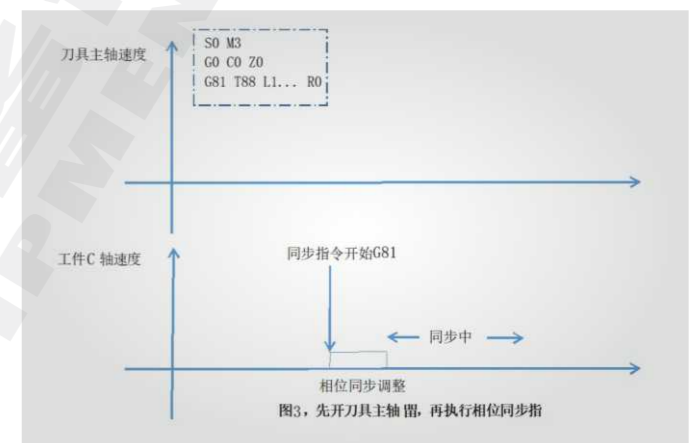 刀具主轴速度
S0 M3
G0 C0 Z0
G81 T88 L1... R0
工件C 轴速度
同步指令开始G81
同步中
相位同步调整
图3，先开刀具主轴 置，再执行相位同步指